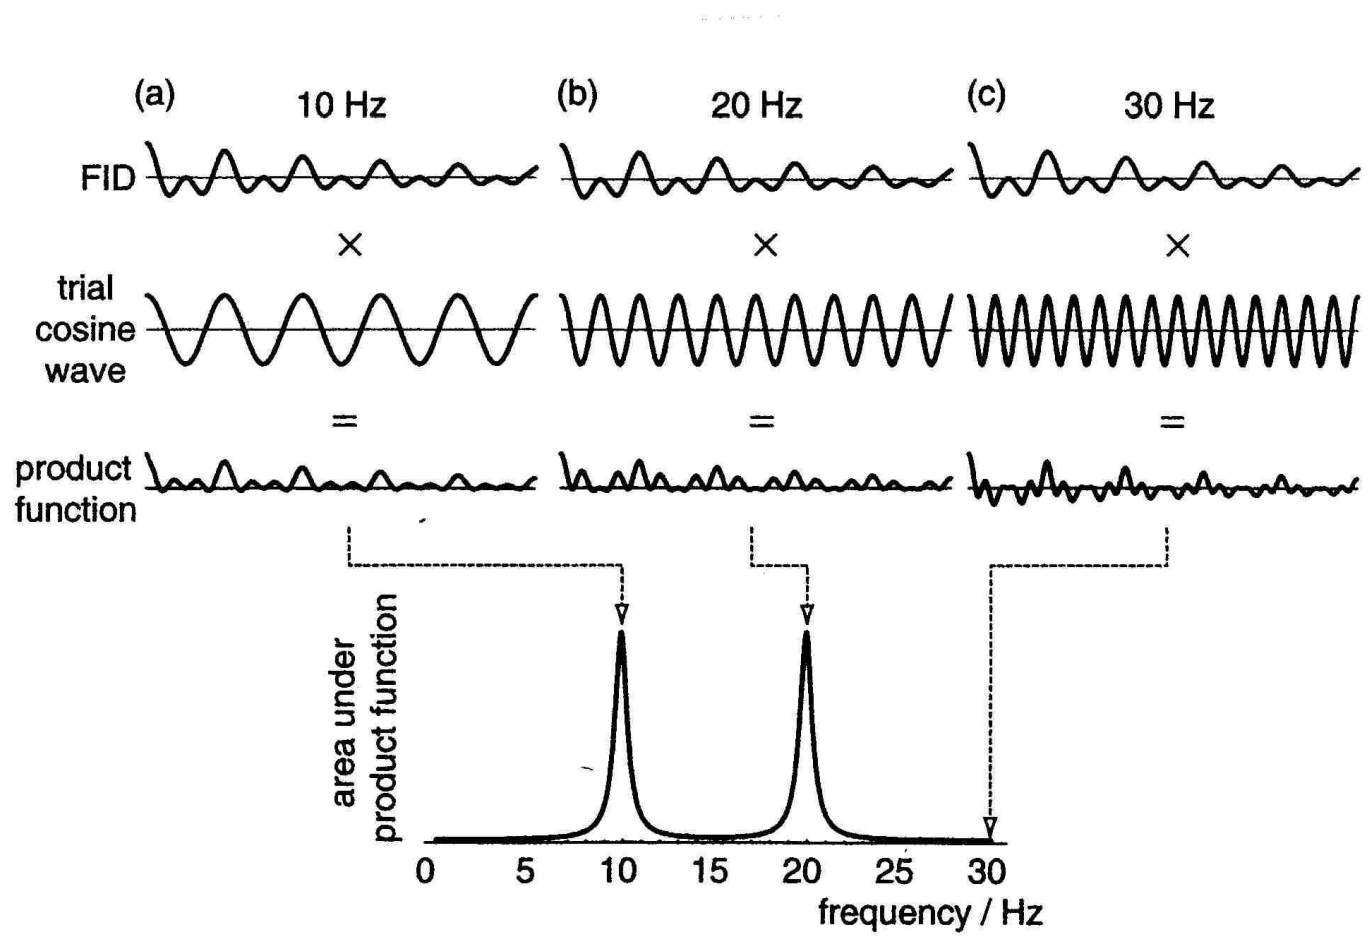 (a) 10 Hz (b) 20 Hz (c) 30 Hz
FID
× × ×
trial
cosine
wave
= = =
product
function
area under
product function
0 5 10 15 20 25 30
frequency / Hz